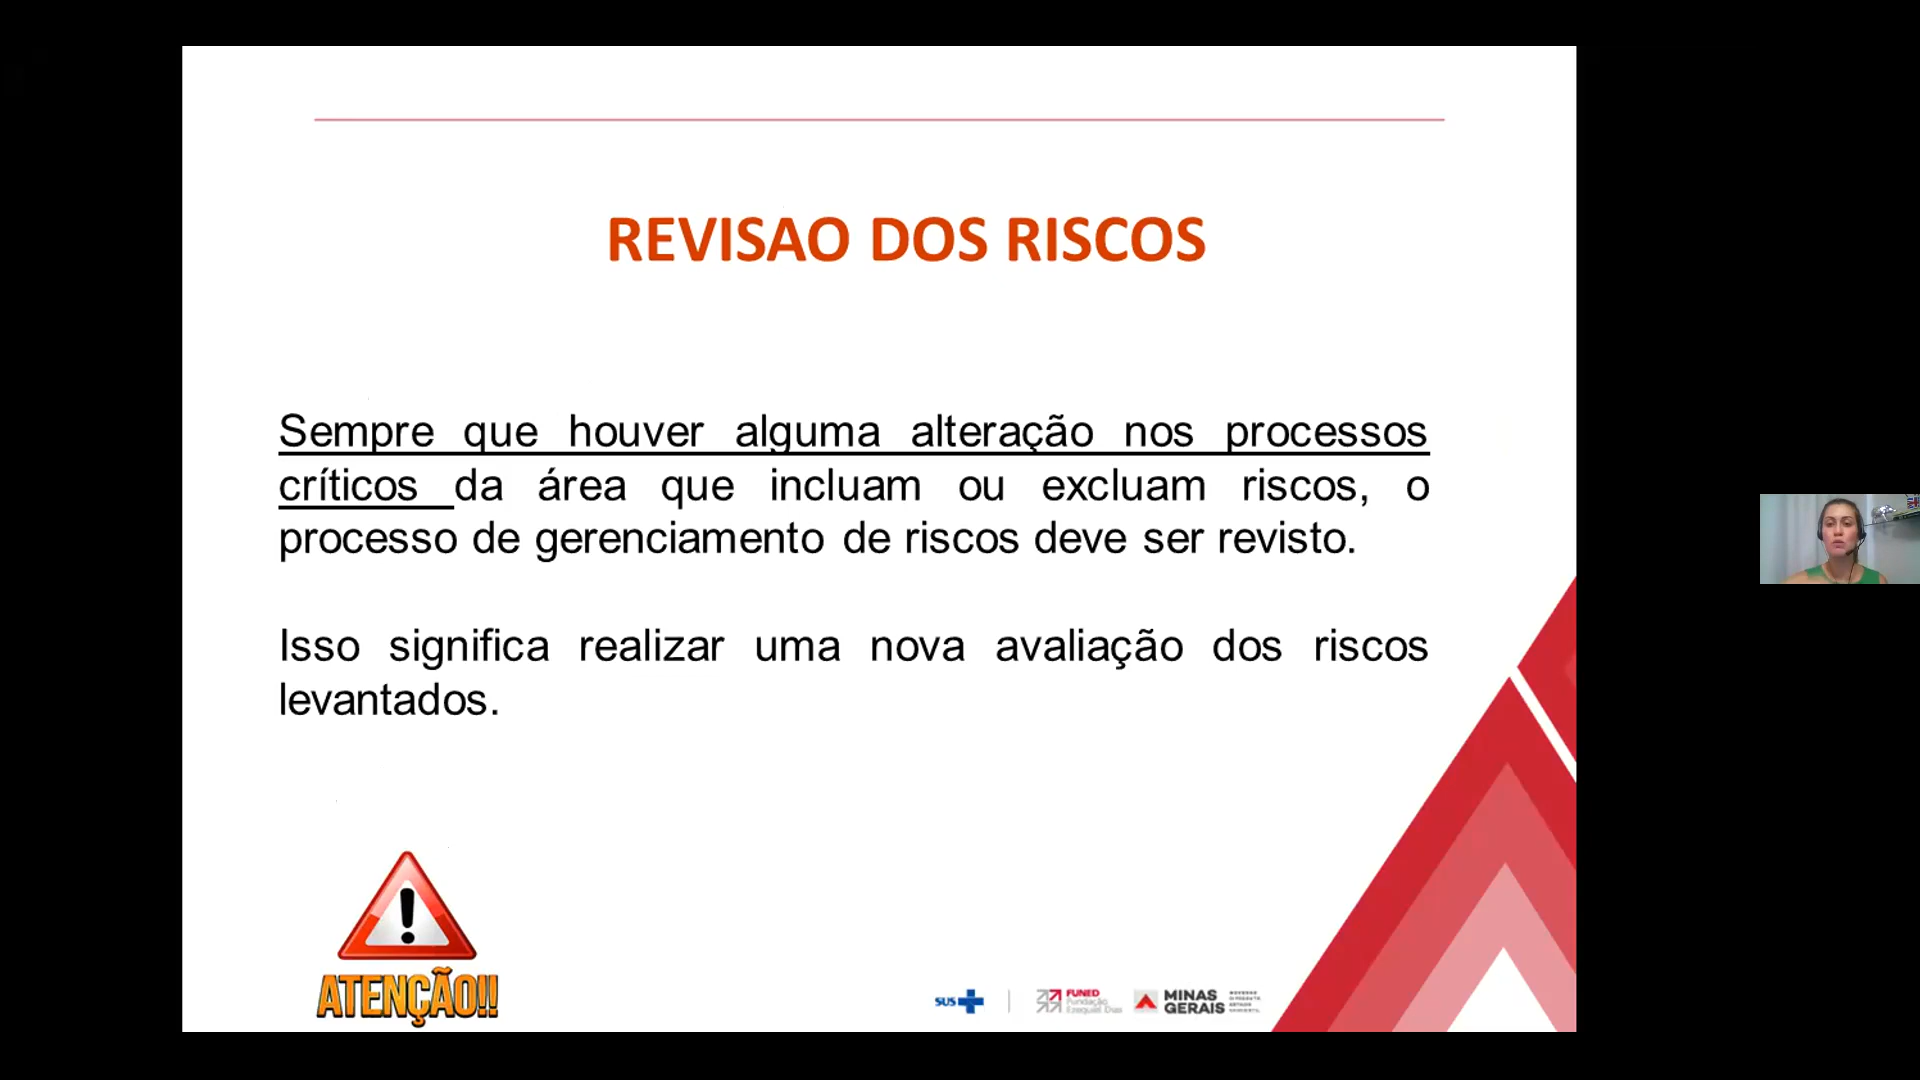 REVISAO DOS RISCOS
Sempre que houver alguma alteração nos processos
críticos da área que incluam ou excluam riscos, o
processo de gerenciamento de riscos deve ser revisto.
Isso significa realizar uma nova avaliação dos riscos
levantados.
ATENÇÃO!!
SUS
FUNED
Fundação
Ezequiel Dias
MINAS
GERAIS